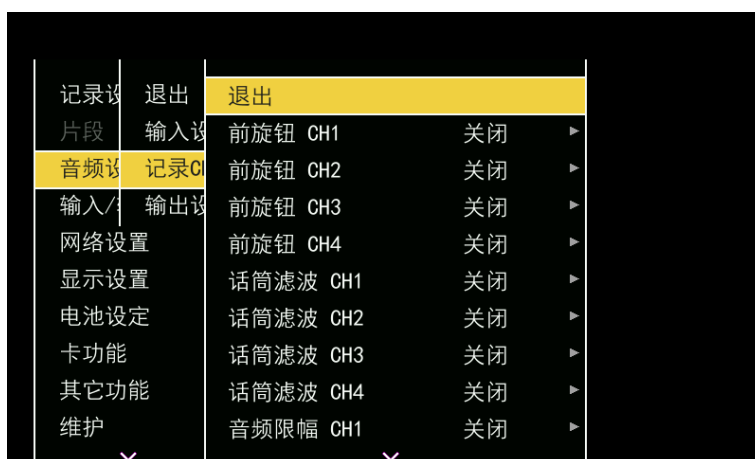 记录设 退出 退出
片段 输入设 前旋钮 CH1 关闭
音频设 记录CH 前旋钮 CH2 关闭
输入/ 输出设 前旋钮 CH3 关闭
网络设置 前旋钮 CH4 关闭
显示设置 话筒滤波 CH1 关闭
电池设定 话筒滤波 CH2 关闭
卡功能 话筒滤波 CH3 关闭
其它功能 话筒滤波 CH4 关闭
维护 音频限幅 CH1 关闭